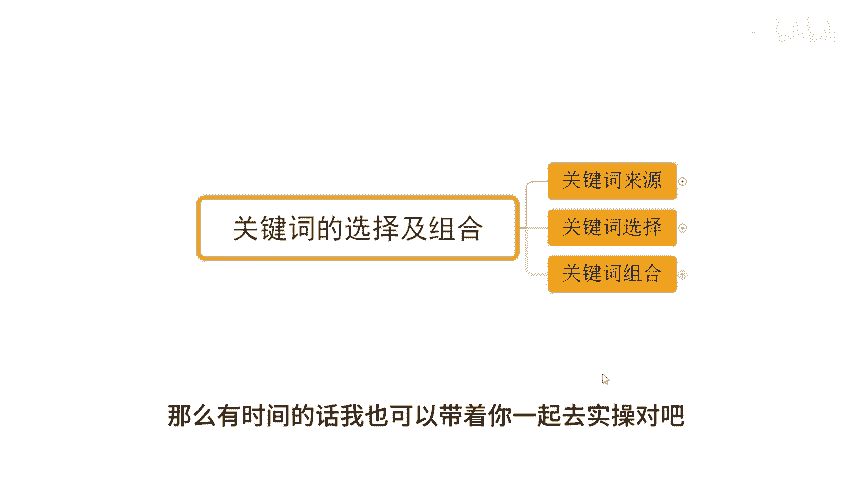 关键词来源
关键词的选择及组合
关键词选择
关键词组合
那么有时间的话我也可以带着你一起去实操对吧